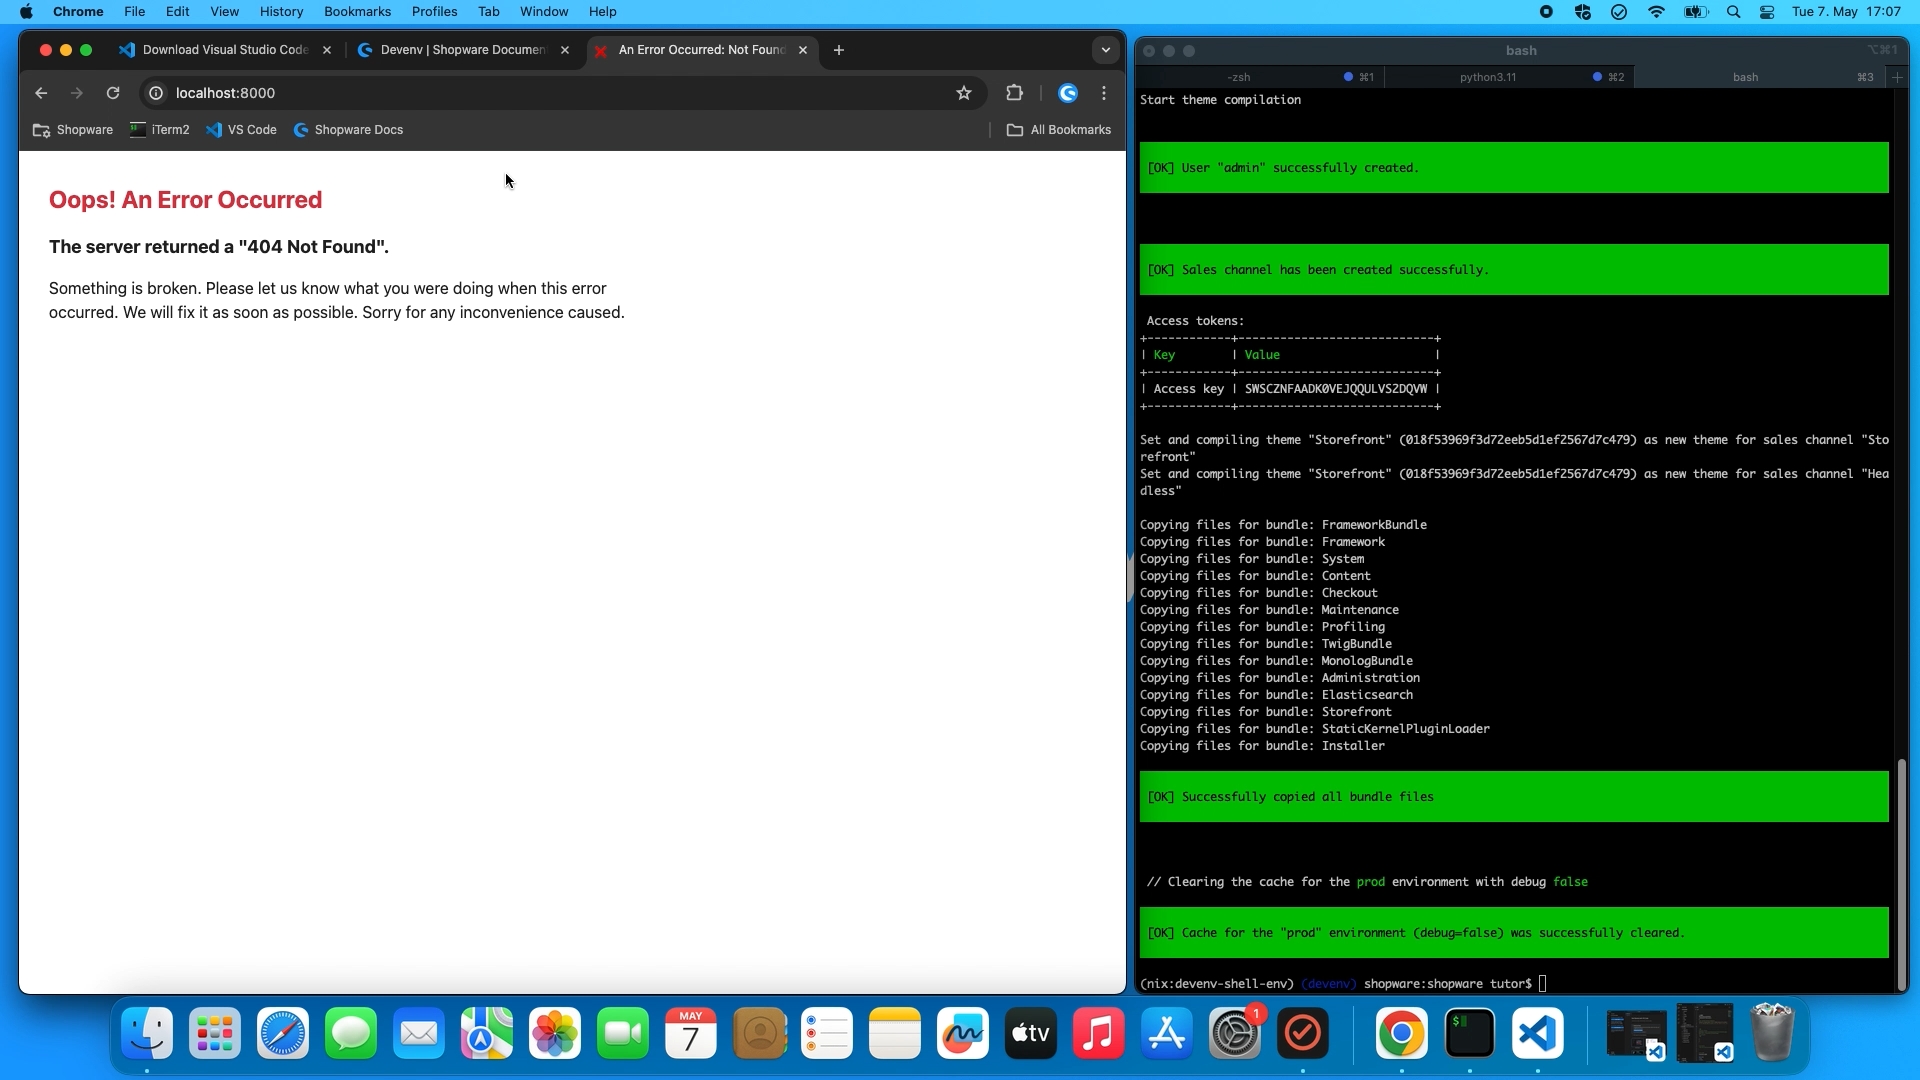 Chrome File Edit View History Bookmarks Profiles Tab Window Help Tue 7. May 17:07
Download Visual Studio Code
Devenv | Shopware Documen
An Error Occurred: Not Foun
localhost:8000
Shopware iTerm2 VS Code Shopware Docs All Bookmarks
Oops! An Error Occurred
The server returned a "404 Not Found".
Something is broken. Please let us know what you were doing when this error
occurred. We will fix it as soon as possible. Sorry for any inconvenience caused.
bash ⌥⌘1
-zsh ⌘1 python3.11 ⌘2 bash ⌘3
Start theme compilation
[OK] User "admin" successfully created.
[OK] Sales channel has been created successfully.
Access tokens:
+------------+----------------------------+
| Key | Value |
+------------+----------------------------+
| Access key | SWSCZNFAADK0VEJQQULVS2DQVW |
+------------+----------------------------+
Set and compiling theme "Storefront" (018f53969f3d72eeb5d1ef2567d7c479) as new theme for sales channel "Sto
refront"
Set and compiling theme "Storefront" (018f53969f3d72eeb5d1ef2567d7c479) as new theme for sales channel "Hea
dless"
Copying files for bundle: FrameworkBundle
Copying files for bundle: Framework
Copying files for bundle: System
Copying files for bundle: Content
Copying files for bundle: Checkout
Copying files for bundle: Maintenance
Copying files for bundle: Profiling
Copying files for bundle: TwigBundle
Copying files for bundle: MonologBundle
Copying files for bundle: Administration
Copying files for bundle: Elasticsearch
Copying files for bundle: Storefront
Copying files for bundle: StaticKernelPluginLoader
Copying files for bundle: Installer
[OK] Successfully copied all bundle files
// Clearing the cache for the prod environment with debug false
[OK] Cache for the "prod" environment (debug=false) was successfully cleared.
(nix:devenv-shell-env) (devenv) shopware:shopware tutor$
MAY
7
tv
1
$